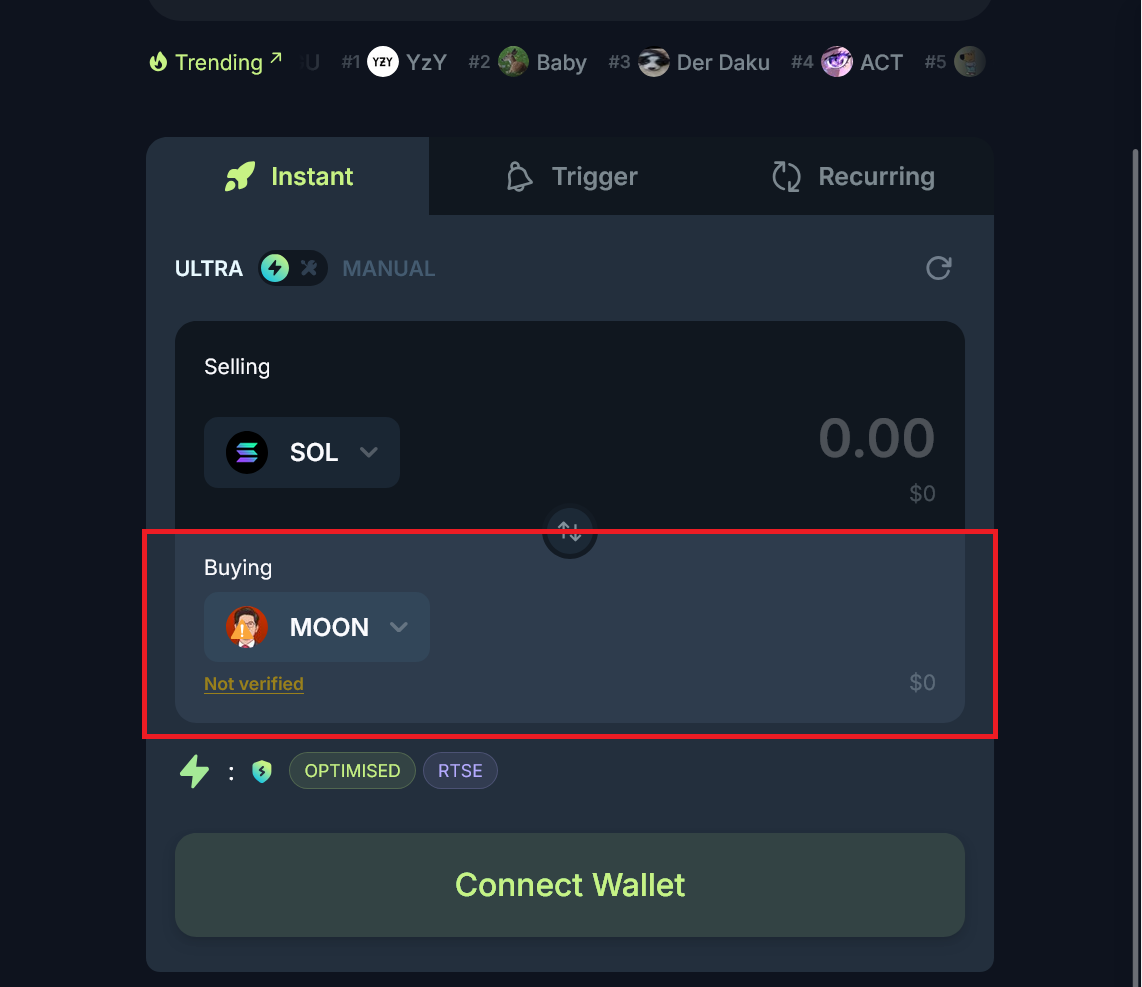 Trending U #1 YZY YzY #2 Baby #3 Der Daku #4 ACT #5
Instant Trigger Recurring
ULTRA MANUAL
Selling
SOL 0.00
$0
Buying
MOON
Not verified $0
: OPTIMISED RTSE
Connect Wallet